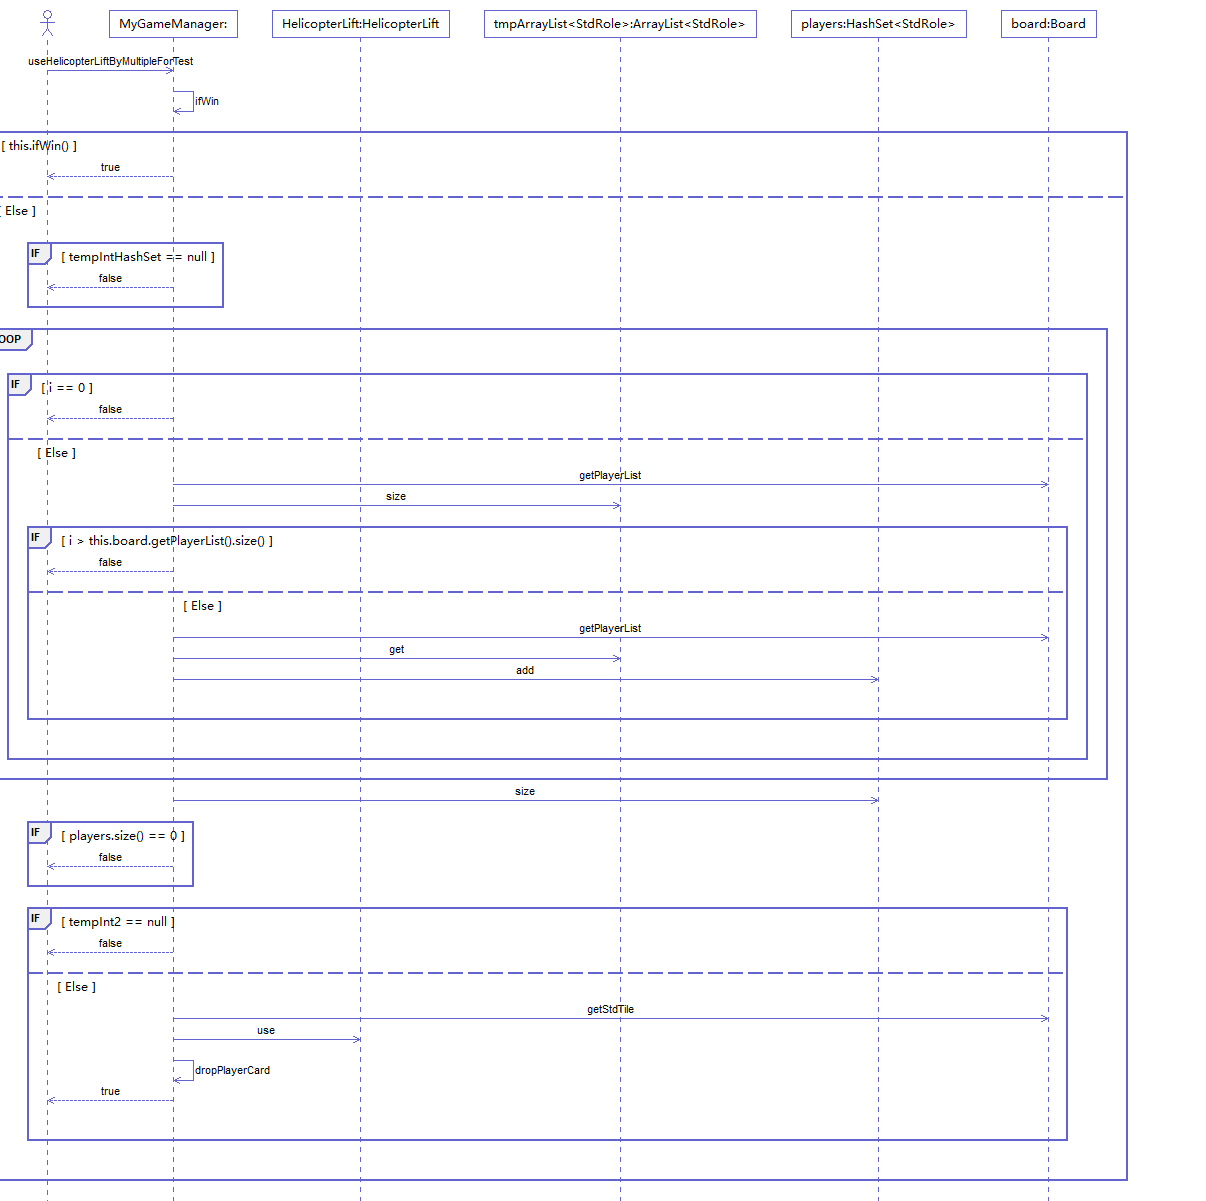 MyGameManager:
HelicopterLift:HelicopterLift
tmpArrayList<StdRole>:ArrayList<StdRole>
players:HashSet<StdRole>
board:Board
useHelicopterLiftByMultipleForTest
ifWin
[ this.ifWin() ]
true
[ Else ]
IF
[ tempIntHashSet == null ]
false
OOP
IF
[ i == 0 ]
false
[ Else ]
getPlayerList
size
IF
[ i > this.board.getPlayerList().size() ]
false
[ Else ]
getPlayerList
get
add
size
IF
[ players.size() == 0 ]
false
IF
[ tempInt2 == null ]
false
[ Else ]
getStdTile
use
dropPlayerCard
true